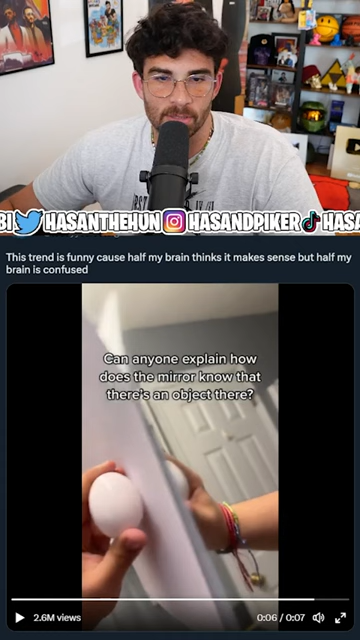 BI HASANTHEHUN HASANDPIKER HASA
This trend is funny cause half my brain thinks it makes sense but half my
brain is confused
Can anyone explain how
does the mirror know that
there's an object there?
2.6M views
0:06 / 0:07